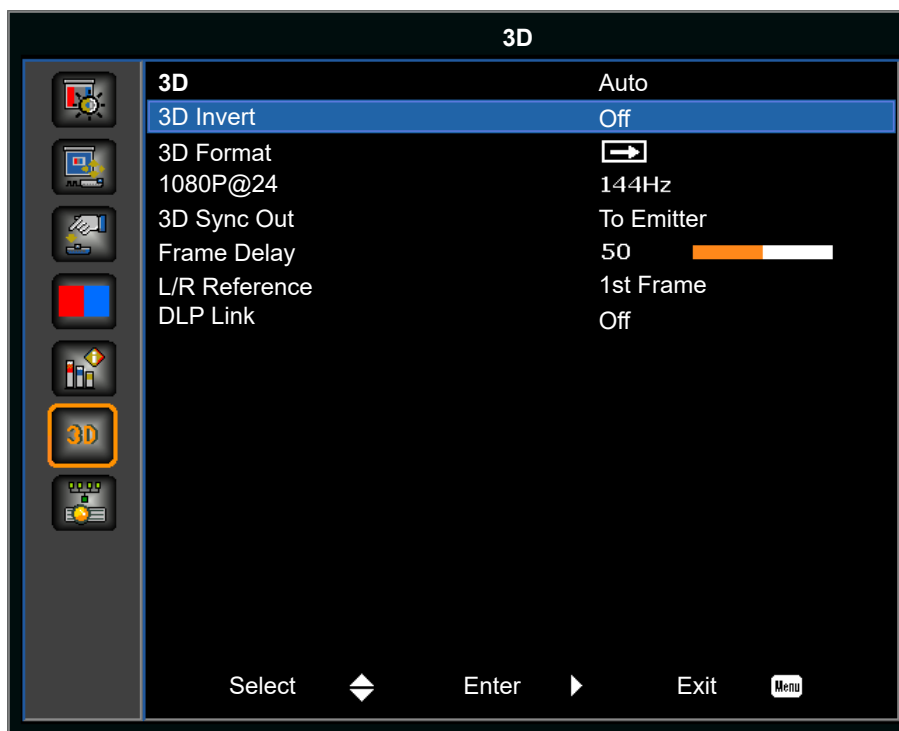 3D
3D Auto
3D Invert Off
3D Format
1080P@24 144Hz
3D Sync Out To Emitter
Frame Delay 50
L/R Reference 1st Frame
DLP Link Off
3D
Select Enter Exit Menu